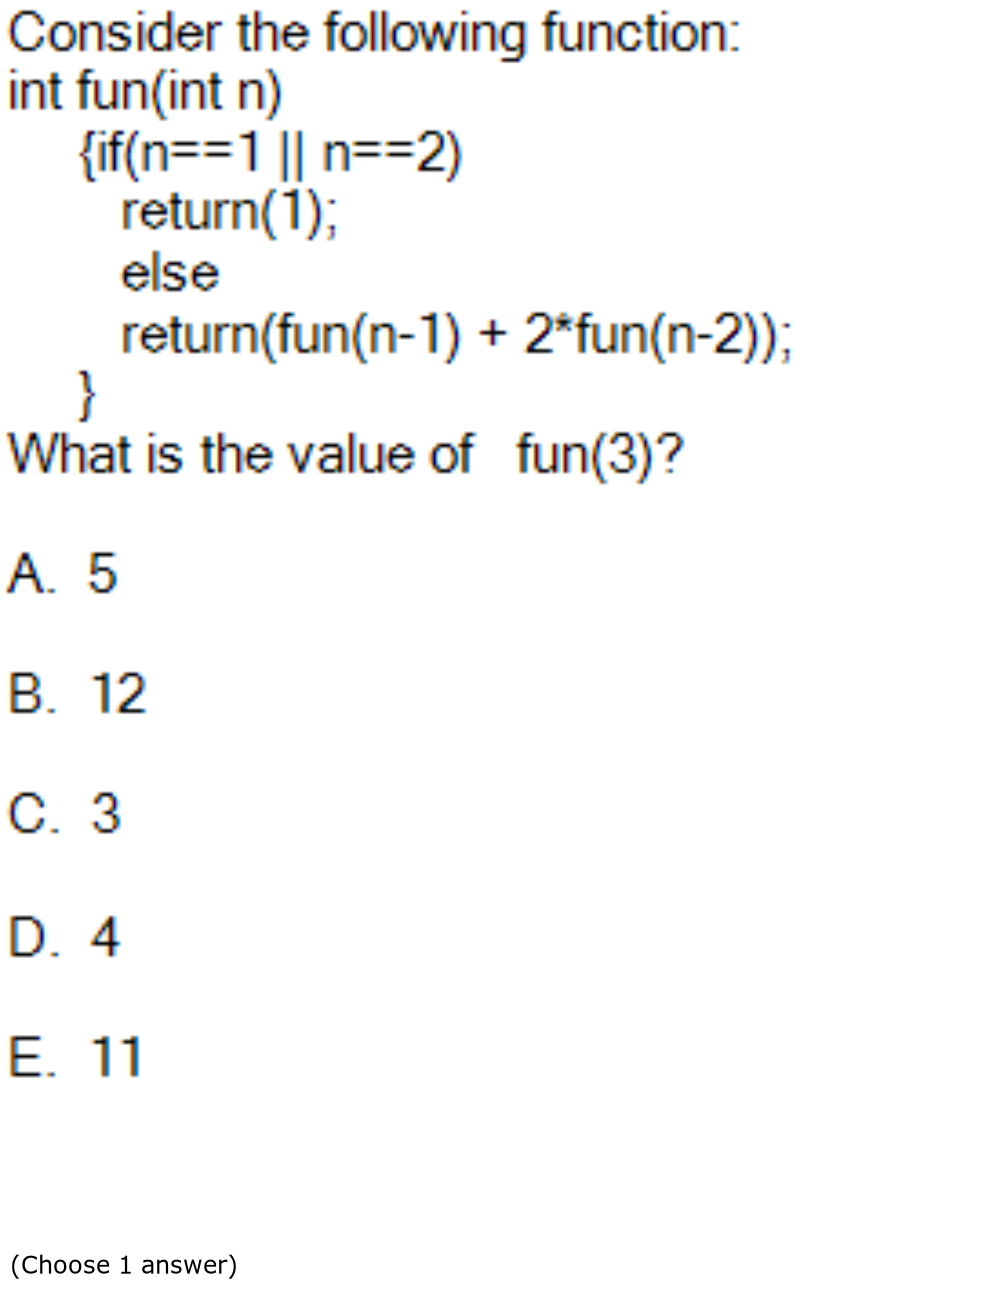 Consider the following function:
int fun(int n)
{if(n==1 || n==2)
return(1);
else
return(fun(n-1) + 2*fun(n-2));
}
What is the value of fun(3)?
A. 5
B. 12
C. 3
D. 4
E. 11
(Choose 1 answer)